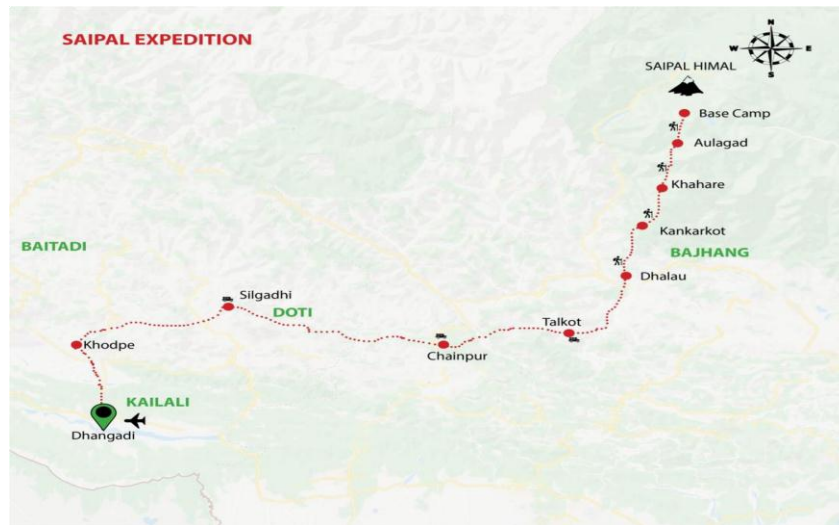 SAIPAL EXPEDITION
N
W E
S
SAIPAL HIMAL
Base Camp
Aulagad
Khahare
Kankarkot
BAITADI
BAJHANG
Dhalau
Silgadhi
DOTI
Talkot
Khodpe
Chainpur
KAILALI
Dhangadi